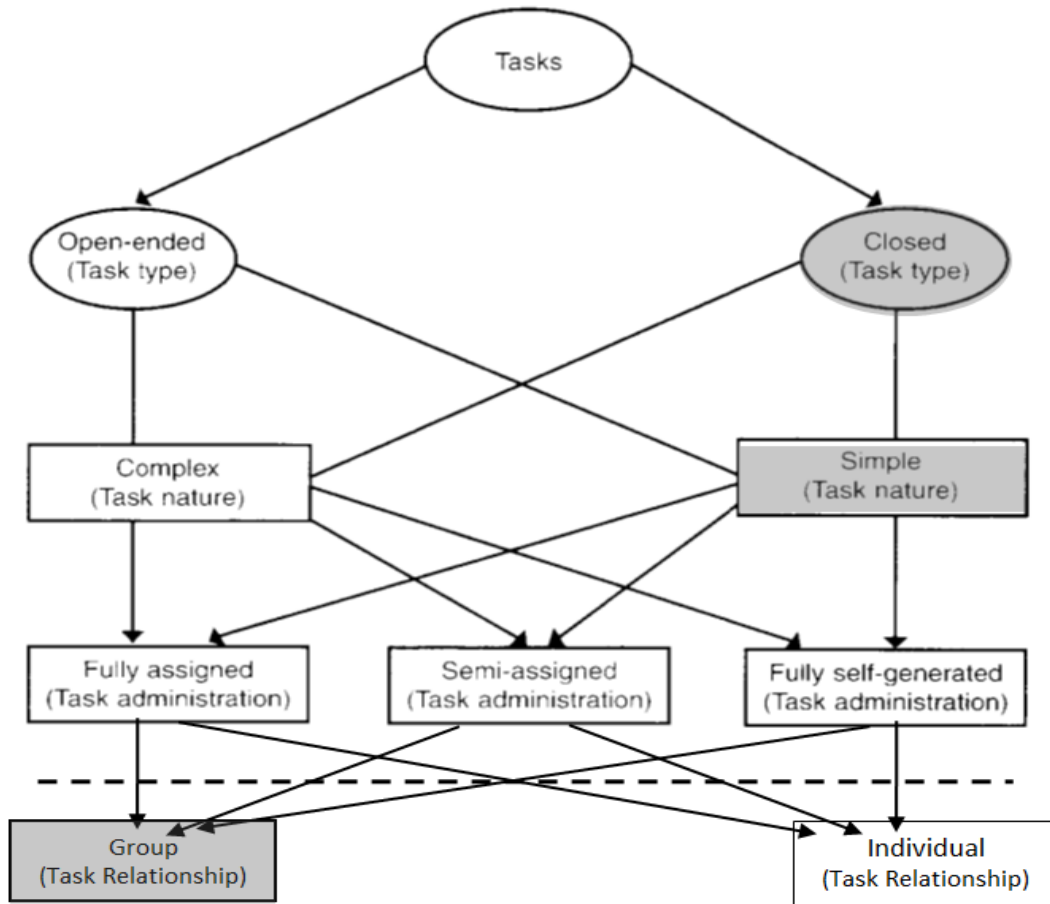 Tasks
Open-ended
(Task type)
Closed
(Task type)
Complex
(Task nature)
Simple
(Task nature)
Fully assigned
(Task administration)
Semi-assigned
(Task administration)
Fully self-generated
(Task administration)
Group
(Task Relationship)
Individual
(Task Relationship)